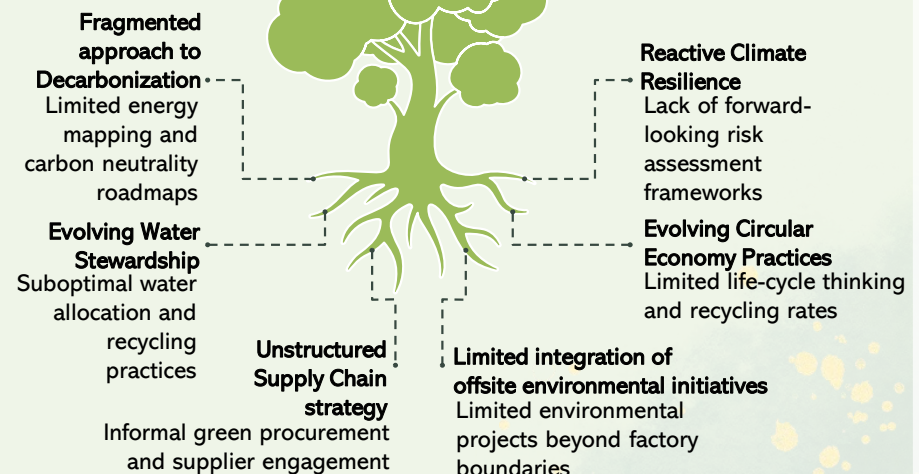 Fragmented
approach to
Decarbonization
Limited energy
mapping and
carbon neutrality
roadmaps
Evolving Water
Stewardship
Suboptimal water
allocation and
recycling
practices
Unstructured
Supply Chain
strategy
Informal green procurement
and supplier engagement
Reactive Climate
Resilience
Lack of forward-
looking risk
assessment
frameworks
Evolving Circular
Economy Practices
Limited life-cycle thinking
and recycling rates
Limited integration of
offsite environmental initiatives
Limited environmental
projects beyond factory
boundaries